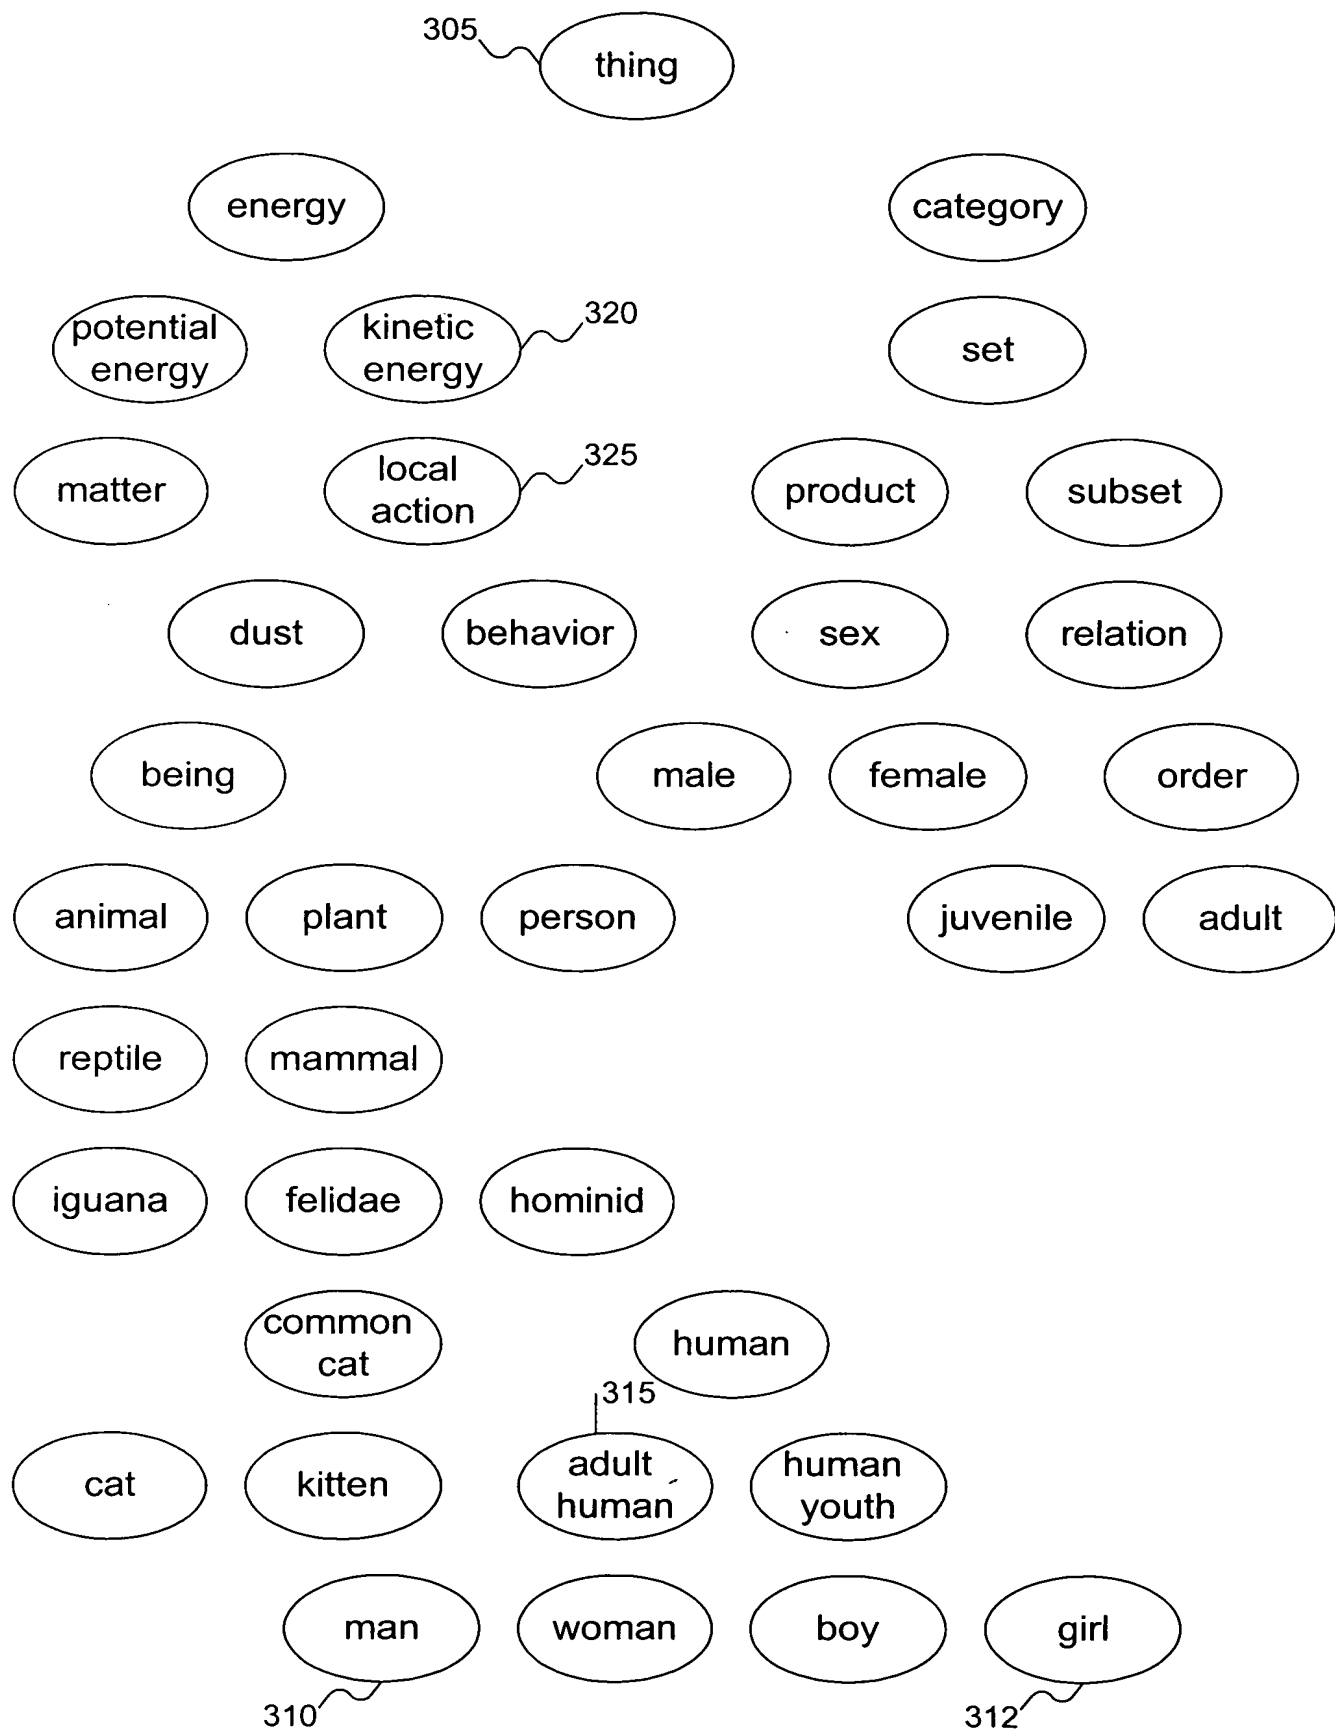 305
thing
energy
category
potential
energy
kinetic
energy
320
set
matter
local
action
325
product
subset
dust
behavior
sex
relation
being
male
female
order
animal
plant
person
juvenile
adult
reptile
mammal
iguana
felidae
hominid
common
cat
human
315
cat
kitten
adult
human
human
youth
man
woman
boy
girl
310
312